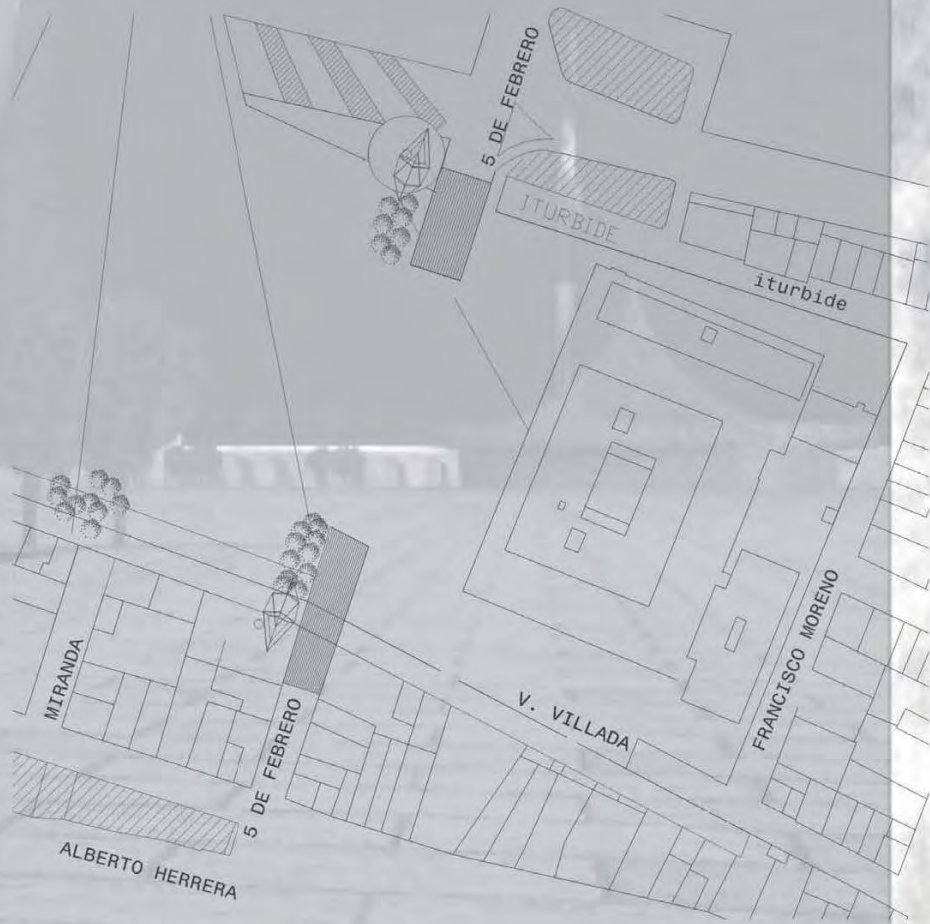 5 DE FEBRERO
ITURBIDE
iturbide
MIRANDA
FRANCISCO MORENO
V. VILLADA
5 DE FEBRERO
ALBERTO HERRERA